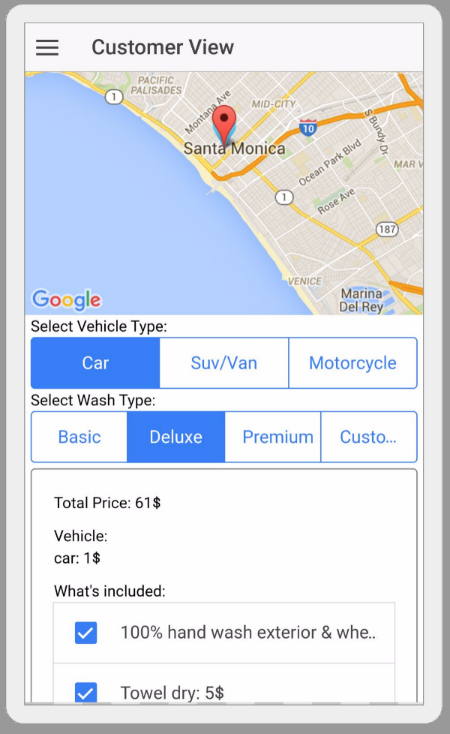 Customer View
PACIFIC
PALISADES
1
Montana Ave
MID-CITY
10
S Bundy Dr
Santa Monica
Ocean Park Blvd
MAR V
1
Rose Ave
187
VENICE
Google
Marina
Del Rey
Select Vehicle Type:
Car Suv/Van Motorcycle
Select Wash Type:
Basic Deluxe Premium Custo...
Total Price: 61$
Vehicle:
car: 1$
What's included:
100% hand wash exterior & whe..
Towel dry: 5$